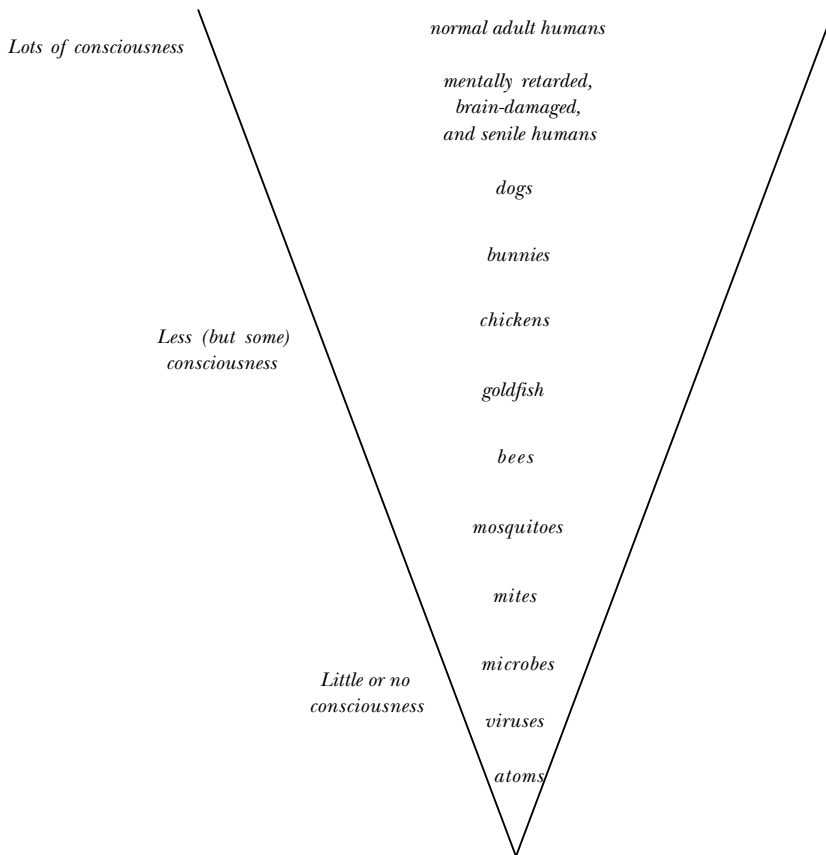 normal adult humans
Lots of consciousness
mentally retarded,
brain-damaged,
and senile humans
dogs
bunnies
chickens
Less (but some)
consciousness
goldfish
bees
mosquitoes
mites
microbes
Little or no
consciousness
viruses
atoms